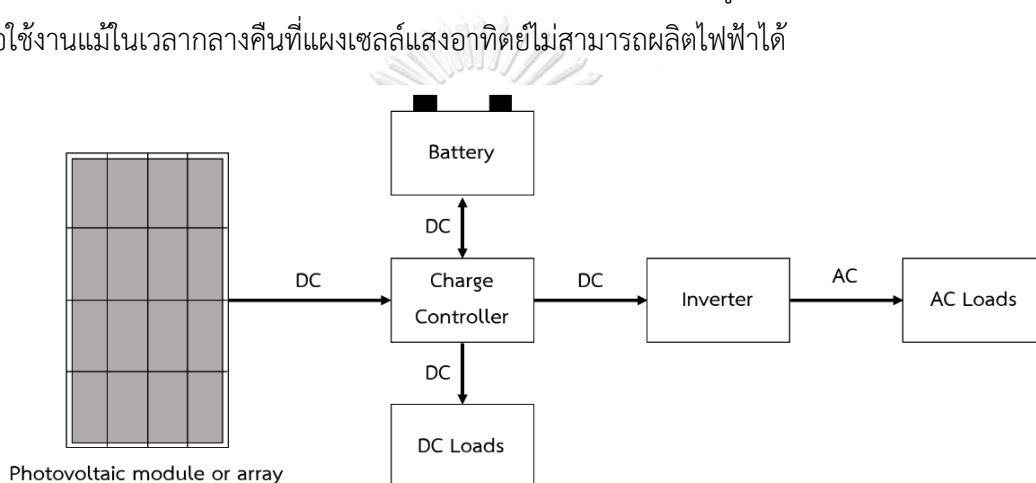 ใช้งานแม้ในเวลากลางคืนที่แผงเซลล์แสงอาทิตย์ไม่สามารถผลิตไฟฟ้าได้
Battery
DC
DC
Charge
Controller
DC
Inverter
AC
AC Loads
DC
DC Loads
Photovoltaic module or array